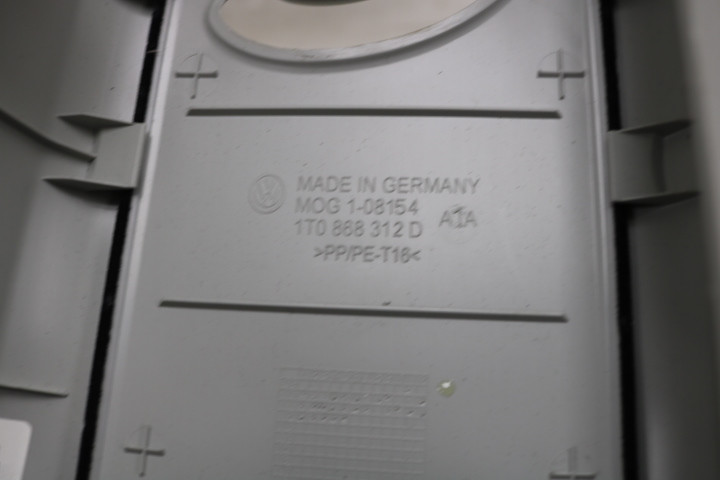 MADE IN GERMANY
MOG 1-08154
1T0 868 312 D A1A
>PP/PE-T16<